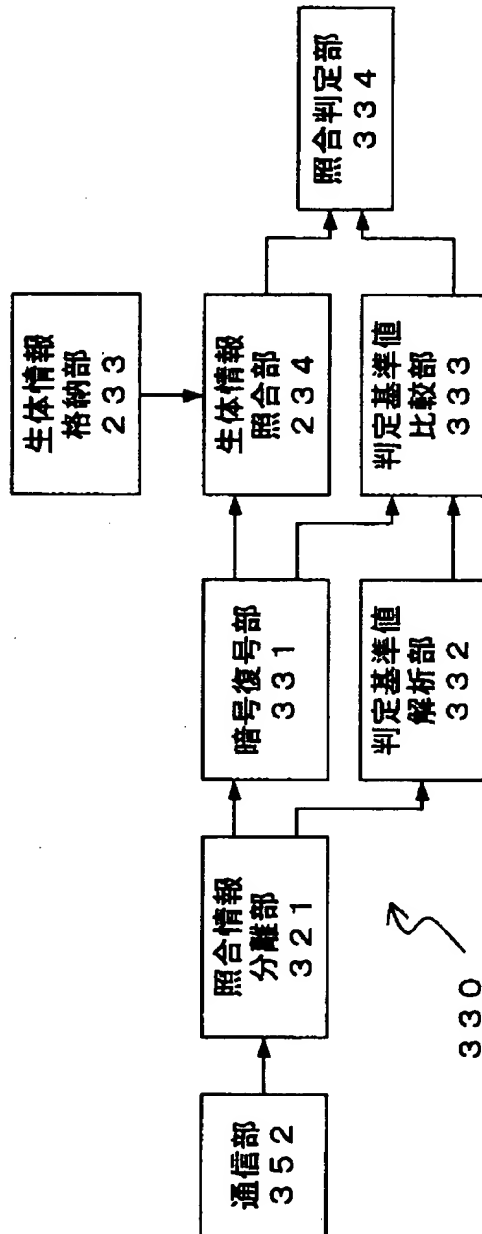 通信部
352
照合情報
分離部
321
暗号復号部
331
判定基準値
解析部
332
生体情報
格納部
233
生体情報
照合部
234
判定基準値
比較部
333
照合判定部
334
330